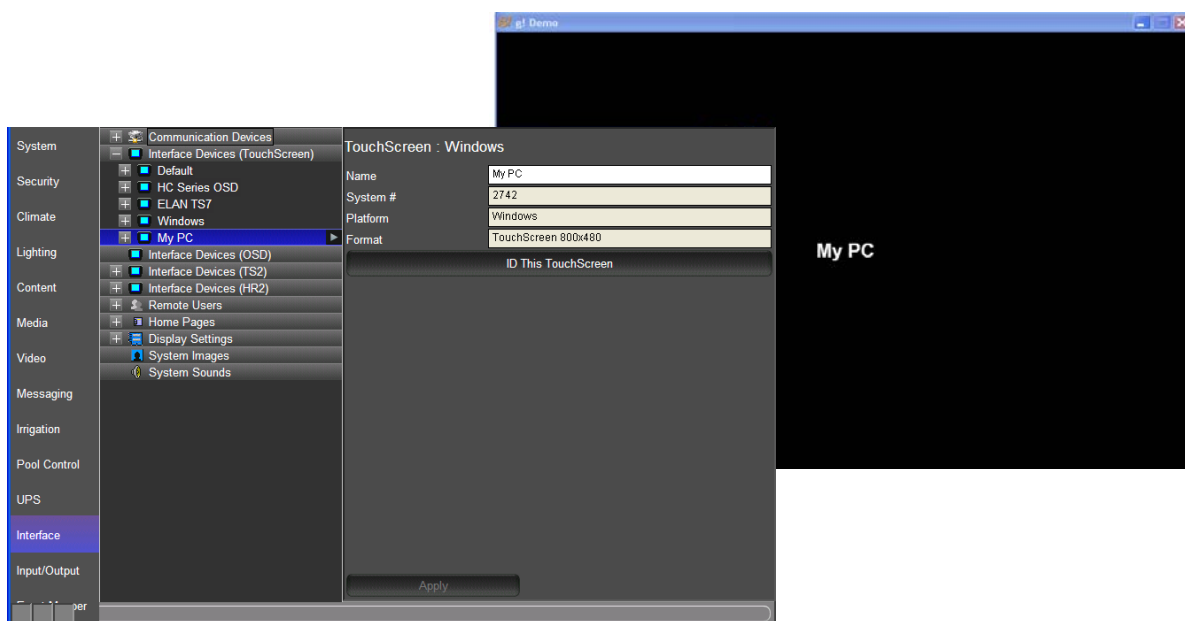 g! Demo
System
Security
Climate
Lighting
Content
Media
Video
Messaging
Irrigation
Pool Control
UPS
Interface
Input/Output
Communication Devices
Interface Devices (TouchScreen)
Default
HC Series OSD
ELAN TS7
Windows
My PC
Interface Devices (OSD)
Interface Devices (TS2)
Interface Devices (HR2)
Remote Users
Home Pages
Display Settings
System Images
System Sounds
TouchScreen : Windows
Name My PC
System # 2742
Platform Windows
Format TouchScreen 800x480
ID This TouchScreen
Apply
My PC